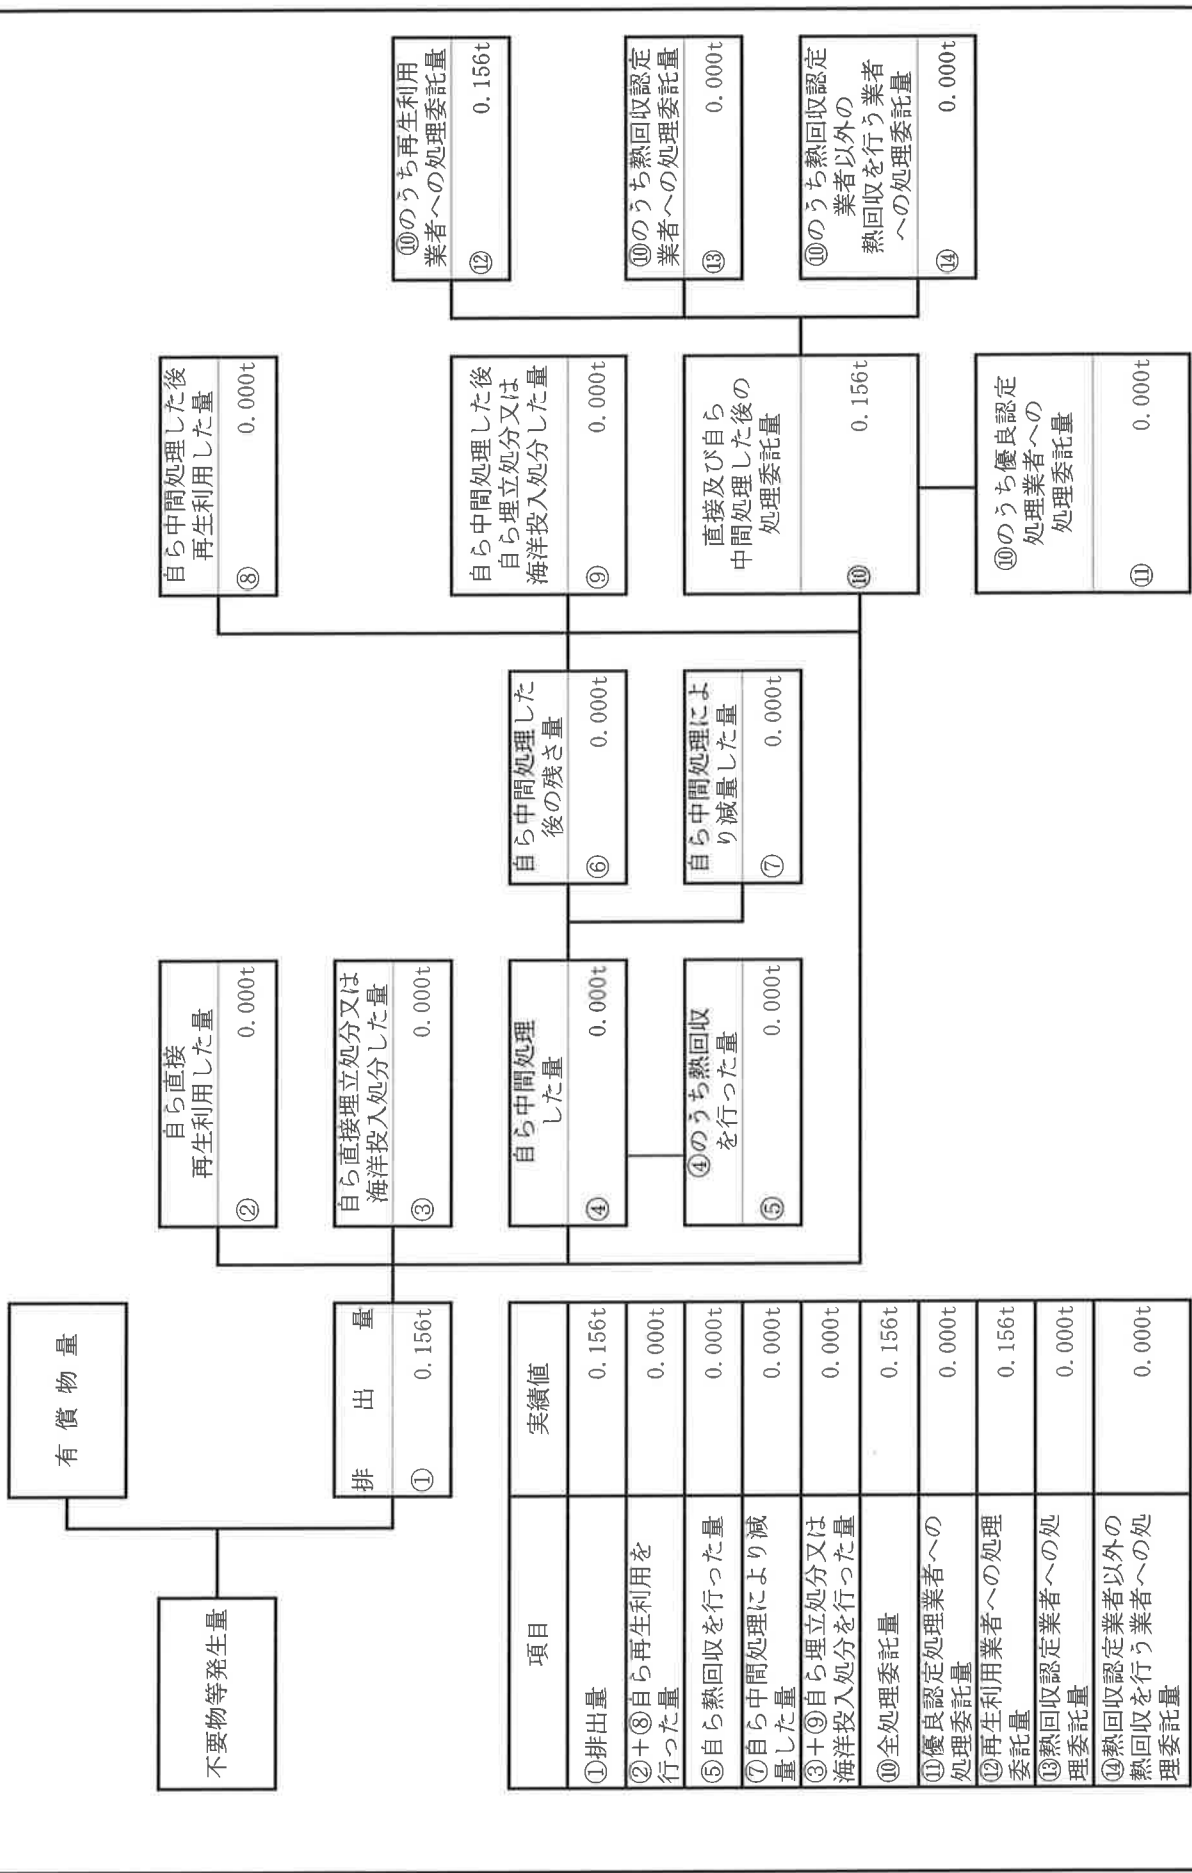 不要物等発生量
有 償 物 量
排 出 量
① 0.156t
自ら直接
再生利用した量
② 0.000t
自ら直接埋立処分又は
海洋投入処分した量
③ 0.000t
自ら中間処理
した量
④ 0.000t
④のうち熱回収
を行った量
⑤ 0.000t
自ら中間処理した
後の残さ量
⑥ 0.000t
自ら中間処理によ
り減量した量
⑦ 0.000t
自ら中間処理した後
再生利用した量
⑧ 0.000t
自ら中間処理した後
自ら埋立処分又は
海洋投入処分した量
⑨ 0.000t
直接及び自ら
中間処理した後の
処理委託量
⑩ 0.156t
⑩のうち優良認定
処理業者への
処理委託量
⑪ 0.000t
⑩のうち再生利用
業者への処理委託量
⑫ 0.156t
⑩のうち熱回収認定
業者への処理委託量
⑬ 0.000t
⑩のうち熱回収認定
業者以外の
熱回収を行う業者
への処理委託量
⑭ 0.000t
項目 実績値
①排出量 0.156t
②+⑧自ら再生利用を
行った量 0.000t
⑤自ら熱回収を行った量 0.000t
⑦自ら中間処理により減
量した量 0.000t
③+⑨自ら埋立処分又は
海洋投入処分を行った量 0.000t
⑩全処理委託量 0.156t
⑪優良認定処理業者への
処理委託量 0.000t
⑫再生利用業者への処理
委託量 0.156t
⑬熱回収認定業者への処
理委託量 0.000t
⑭熱回収認定業者以外の
熱回収を行う業者への処
理委託量 0.000t